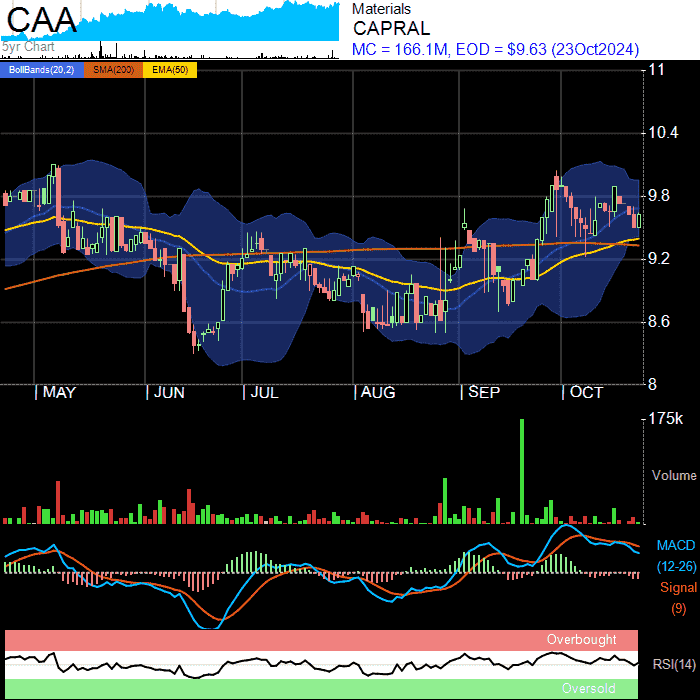 CAA
Materials
CAPRAL
5yr Chart
MC = 166.1M, EOD = $9.63 (23Oct2024)
BollBands(20,2) SMA(200) EMA(50)
11
10.4
9.8
9.2
8.6
8
MAY JUN JUL AUG SEP OCT
175k
Volume
MACD
(12-26)
Signal
(9)
Overbought
RSI(14)
Oversold